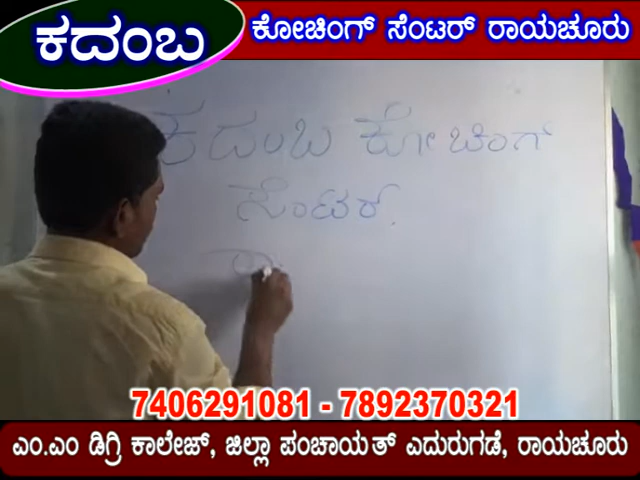 ಕದಂಬ
ಕೋಚಿಂಗ್ ಸೆಂಟರ್ ರಾಯಚೂರು
ಕದಂಬ ಕೋಚಿಂಗ್
ಸೆಂಟರ್.
ರಾ
7406291081 - 7892370321
ಎಂ.ಎಂ ಡಿಗ್ರಿ ಕಾಲೇಜ್, ಜಿಲ್ಲಾ ಪಂಚಾಯತ್ ಎದುರುಗಡೆ, ರಾಯಚೂರು